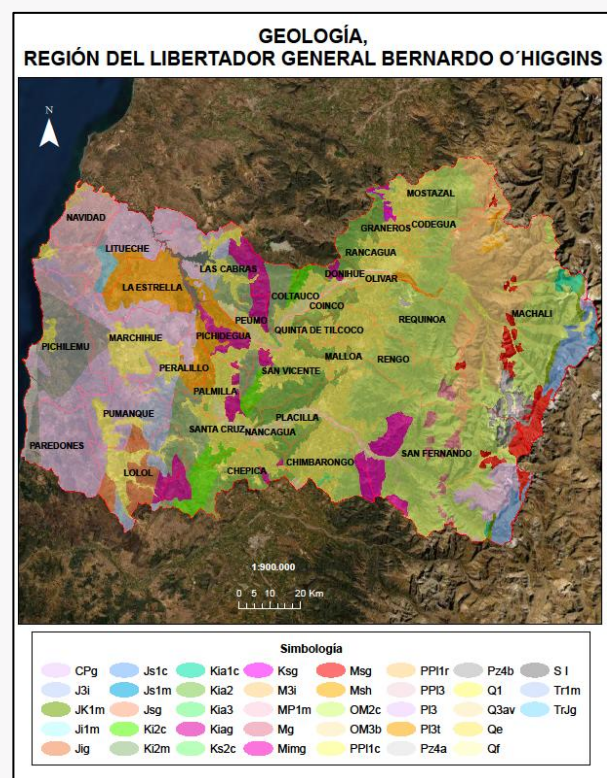 GEOLOGÍA,
REGIÓN DEL LIBERTADOR GENERAL BERNARDO O´HIGGINS
N
MOSTAZAL
NAVIDAD
GRANEROS
CODEGUA
LITUECHE
RANCAGUA
LAS CABRAS
DOÑIHUE
OLIVAR
LA ESTRELLA
COLTAUCO
COINCO
MACHALI
PEUMO
REQUINOA
PICHIDEGUA
QUINTA DE TILCOCO
PICHILEMU
MARCHIHUE
MALLOA
RENGO
PERALILLO
SAN VICENTE
PALMILLA
PUMANQUE
PLACILLA
SANTA CRUZ
NANCAGUA
PAREDONES
SAN FERNANDO
LOLOL
CHEPICA
CHIMBARONGO
1:900.000
0 5 10 20 Km
Simbología
CPg Js1c Kia1c Ksg Msg PPl1r Pz4b S I
J3i Js1m Kia2 M3i Msh PPl3 Q1 Tr1m
JK1m Jsg Kia3 MP1m OM2c Pl3 Q3av TrJg
Ji1m Ki2c Kiag Mg OM3b Pl3t Qe
Jig Ki2m Ks2c Mimg PPl1c Pz4a Qf